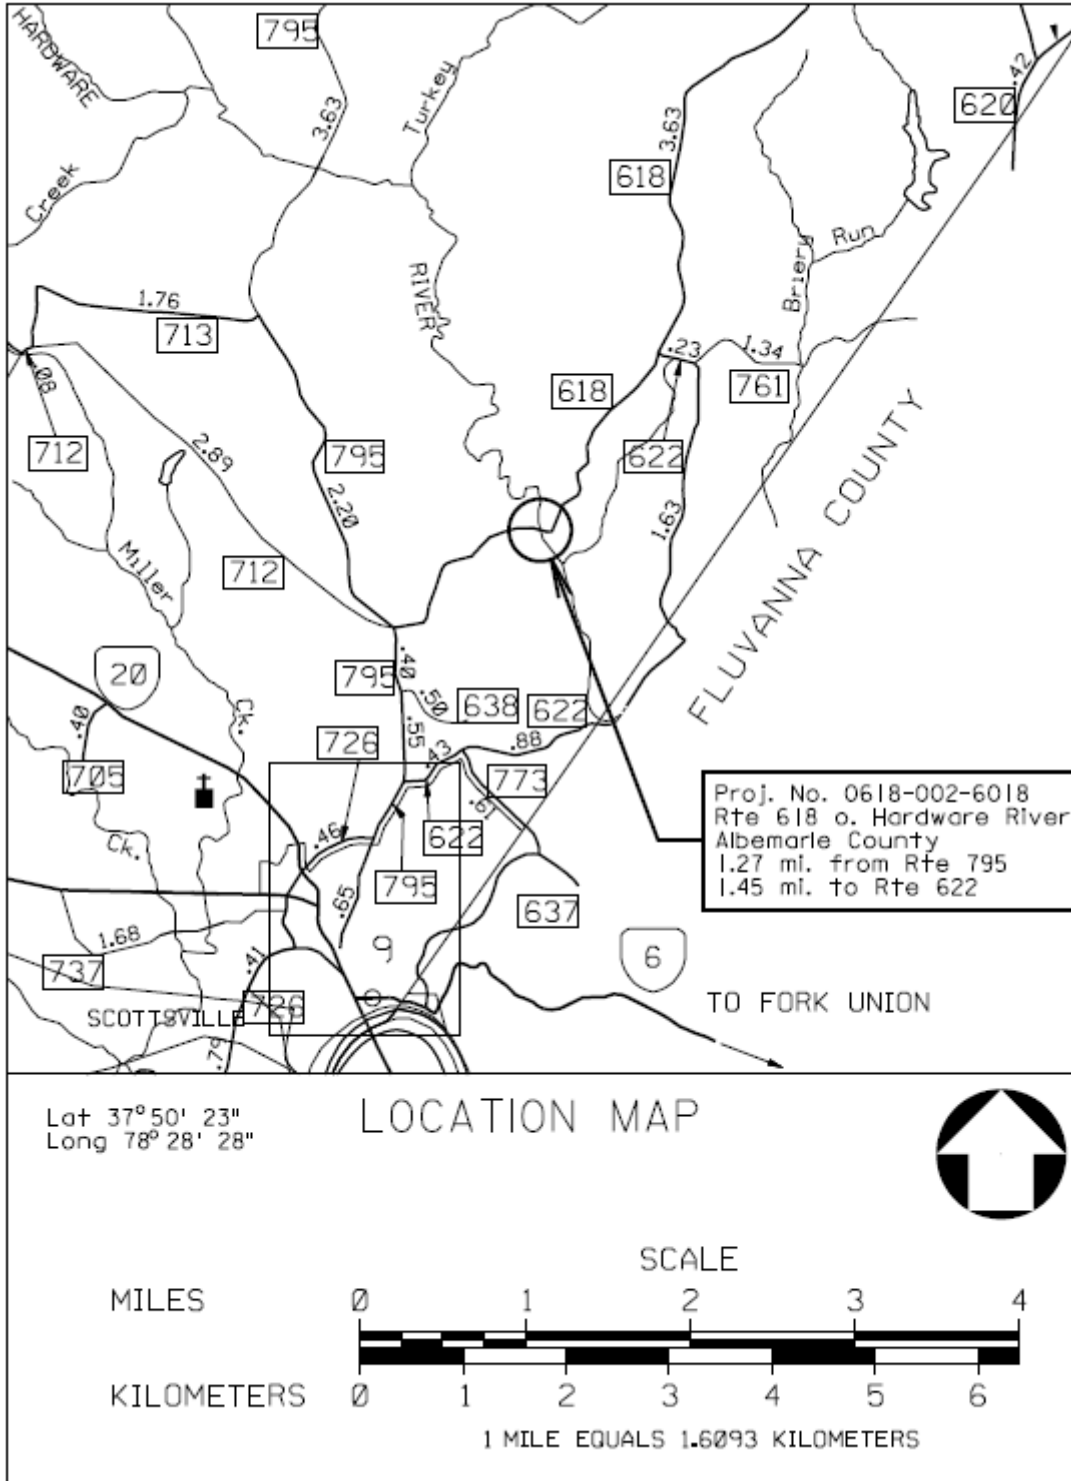 HARDWARE
795
Turkey
3.63
3.63
.42
620
618
Creek
Run
Briery
RIVER
1.76
713
.08
.23
1.34
761
618
712
2.89
795
622
2.20
1.63
FLUVANNA COUNTY
Miller
712
20
795
.40
.50
638
622
Ck.
.40
726
.55
.43
.88
705
773
.61
Proj. No. 0618-002-6018
Rte 618 o. Hardware River
Albemarle County
1.27 mi. from Rte 795
1.45 mi. to Rte 622
Ck.
.46
622
795
.65
637
1.68
9
.41
6
737
726
SCOTTSVILLE
TO FORK UNION
.79
Lat 37°50' 23"
Long 78°28' 28"
LOCATION MAP
SCALE
MILES 0 1 2 3 4
KILOMETERS 0 1 2 3 4 5 6
1 MILE EQUALS 1.6093 KILOMETERS